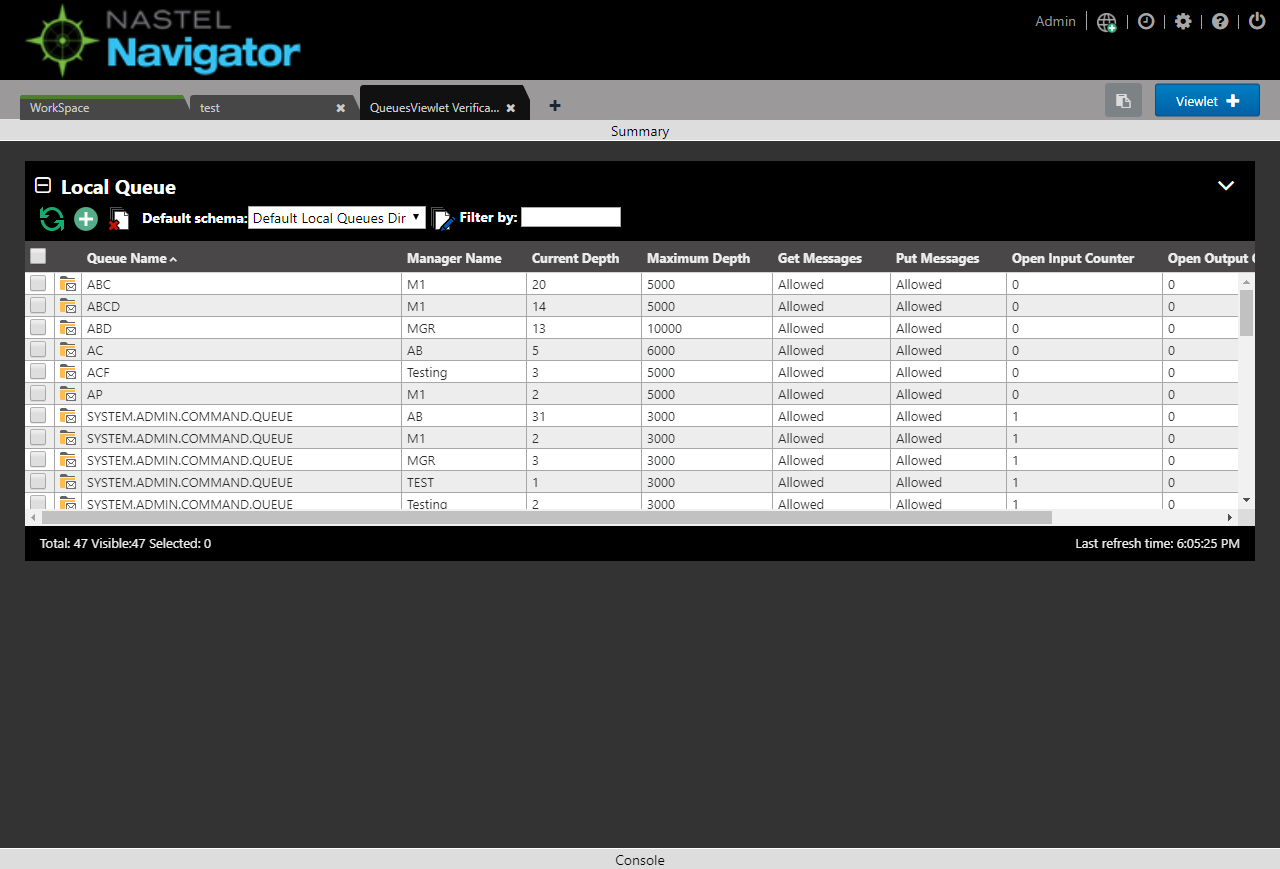 NASTEL
Navigator
Admin
WorkSpace test QueuesViewlet Verifica... Viewlet
Summary
Local Queue
Default schema: Default Local Queues Dir Filter by:
Queue Name Manager Name Current Depth Maximum Depth Get Messages Put Messages Open Input Counter Open Output
ABC M1 20 5000 Allowed Allowed 0 0
ABCD M1 14 5000 Allowed Allowed 0 0
ABD MGR 13 10000 Allowed Allowed 0 0
AC AB 5 6000 Allowed Allowed 0 0
ACF Testing 3 5000 Allowed Allowed 0 0
AP M1 2 5000 Allowed Allowed 0 0
SYSTEM.ADMIN.COMMAND.QUEUE AB 31 3000 Allowed Allowed 1 0
SYSTEM.ADMIN.COMMAND.QUEUE M1 2 3000 Allowed Allowed 1 0
SYSTEM.ADMIN.COMMAND.QUEUE MGR 3 3000 Allowed Allowed 1 0
SYSTEM.ADMIN.COMMAND.QUEUE TEST 1 3000 Allowed Allowed 1 0
SYSTEM.ADMIN.COMMAND.QUEUE Testing 2 3000 Allowed Allowed 1 0
Total: 47 Visible:47 Selected: 0 Last refresh time: 6:05:25 PM
Console